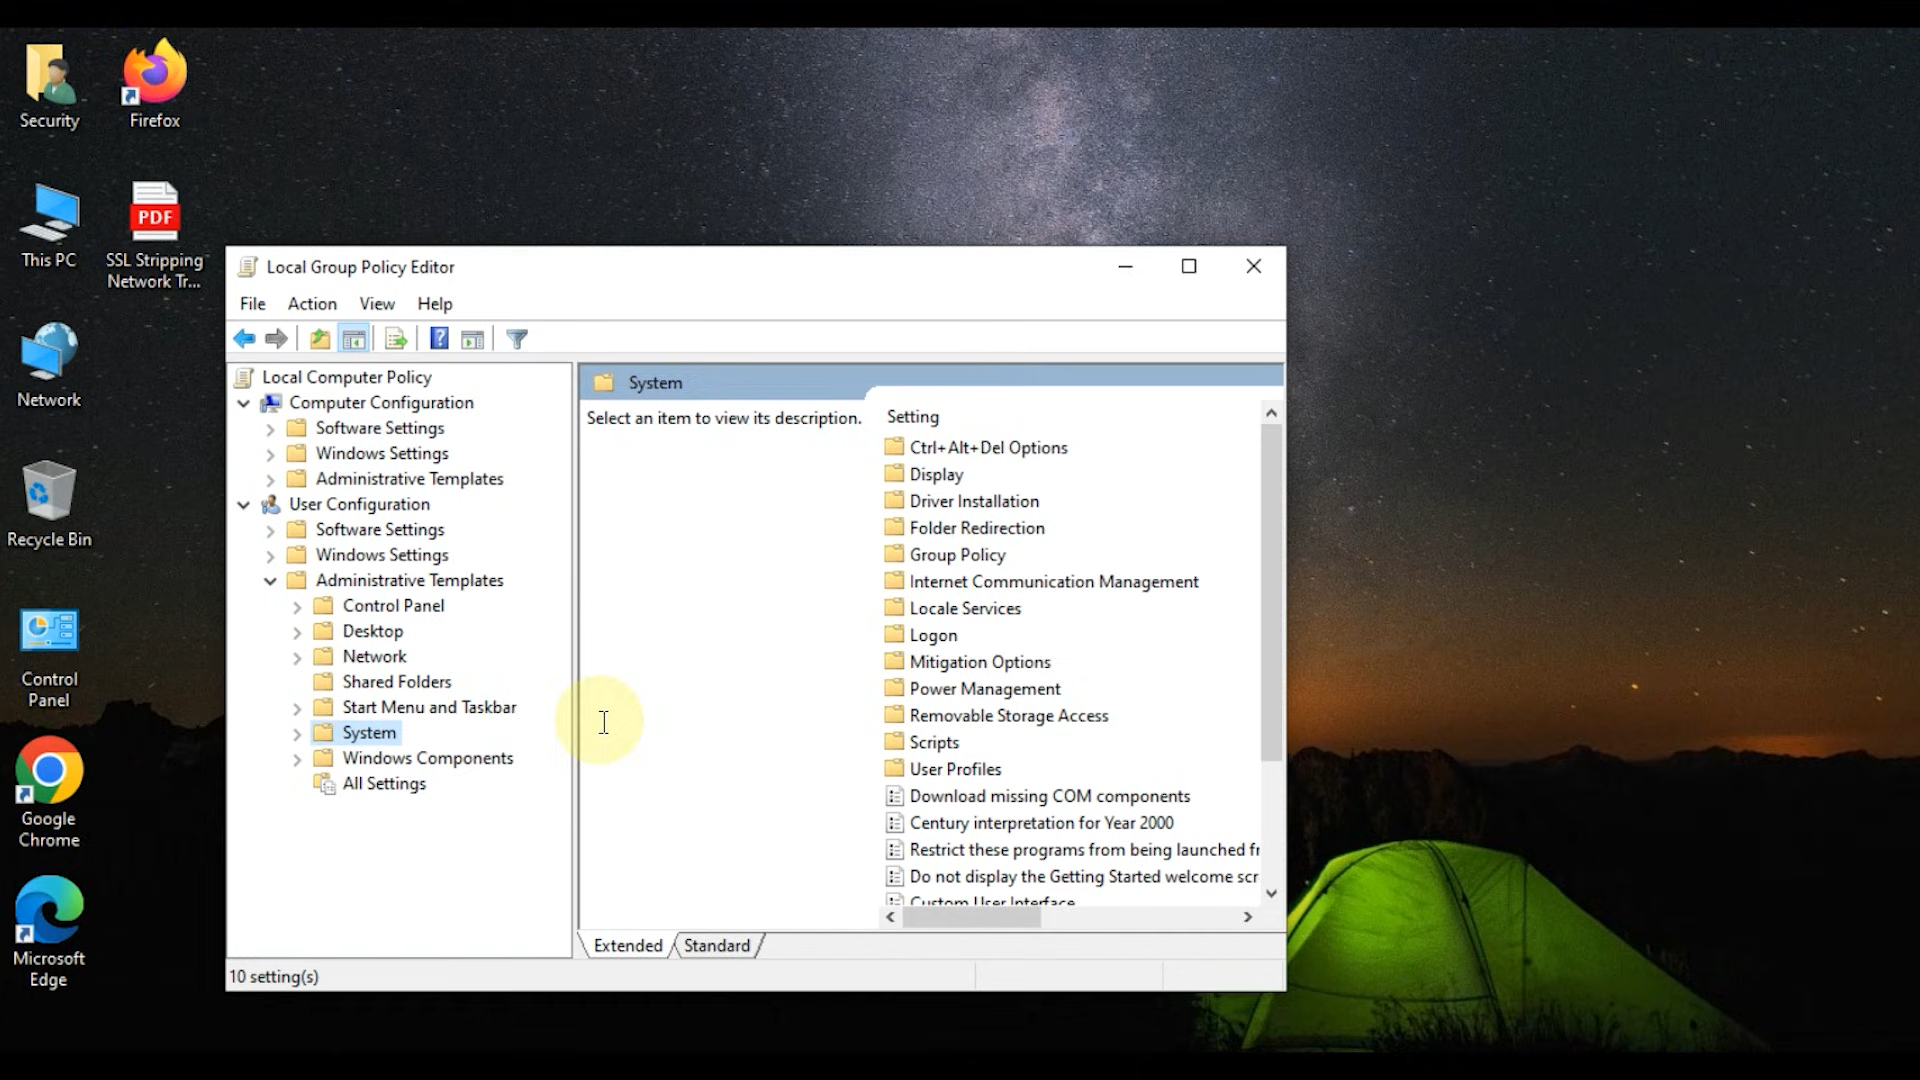 Security
Firefox
This PC
PDF
SSL Stripping
Network Tr...
Network
Recycle Bin
Control
Panel
Google
Chrome
Microsoft
Edge
Local Group Policy Editor
File Action View Help
?
Local Computer Policy
Computer Configuration
Software Settings
Windows Settings
Administrative Templates
User Configuration
Software Settings
Windows Settings
Administrative Templates
Control Panel
Desktop
Network
Shared Folders
Start Menu and Taskbar
System
Windows Components
All Settings
System
Select an item to view its description.
Setting
Ctrl+Alt+Del Options
Display
Driver Installation
Folder Redirection
Group Policy
Internet Communication Management
Locale Services
Logon
Mitigation Options
Power Management
Removable Storage Access
Scripts
User Profiles
Download missing COM components
Century interpretation for Year 2000
Restrict these programs from being launched fr
Do not display the Getting Started welcome scr
Custom User Interface
Extended Standard
10 setting(s)